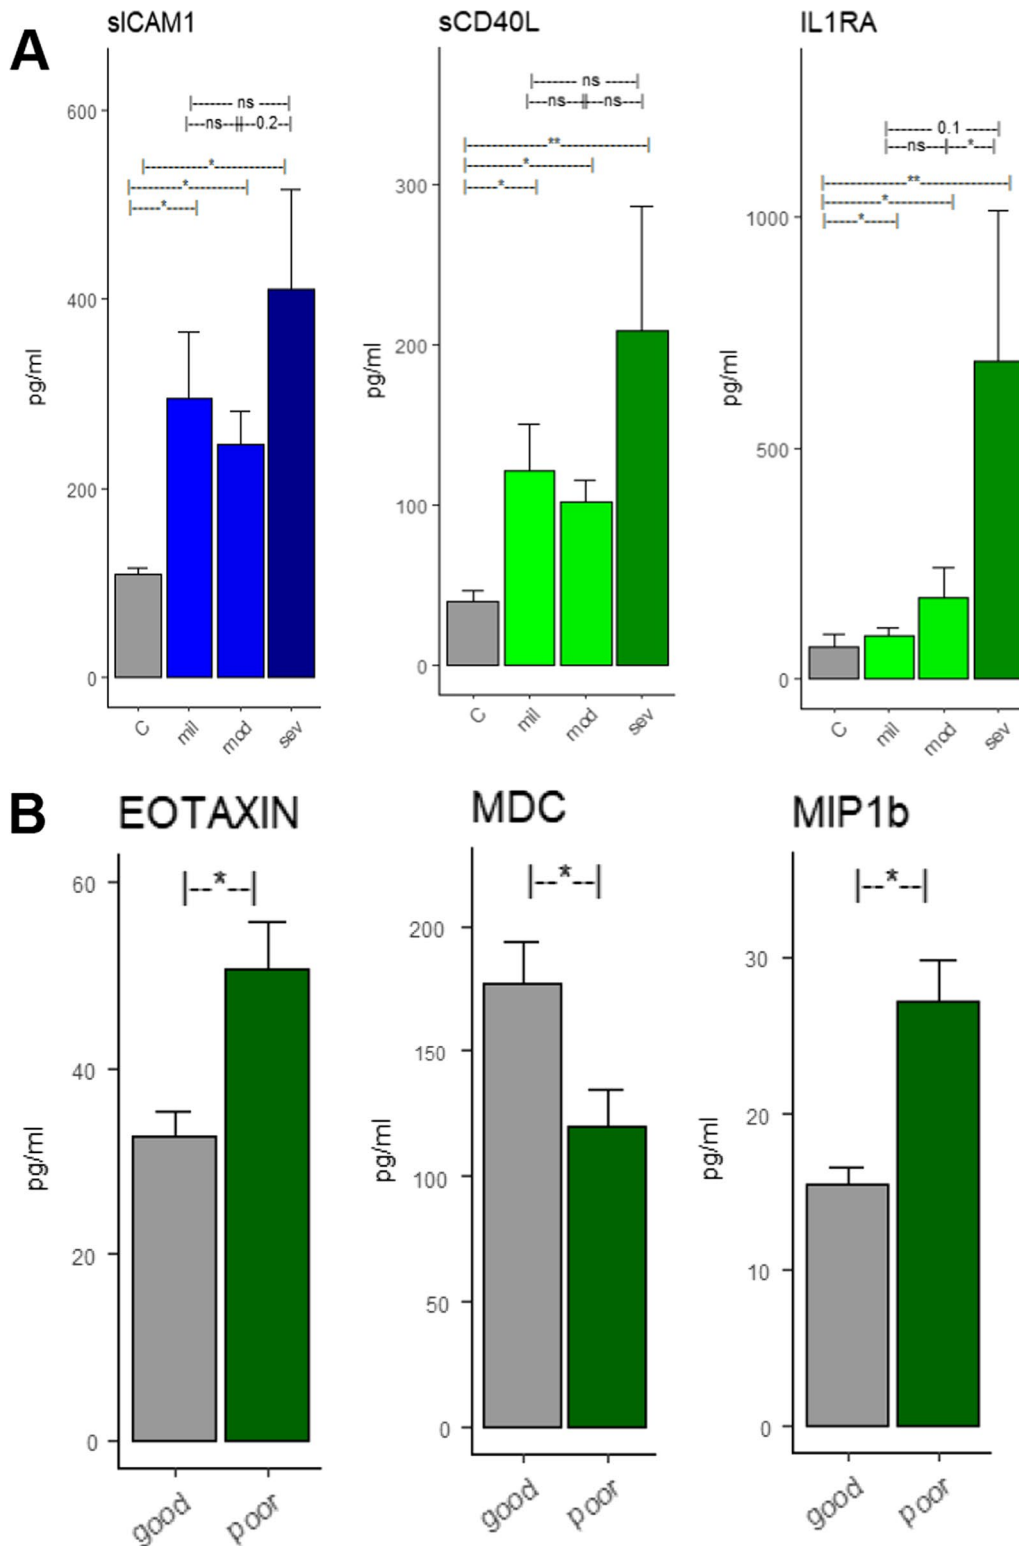 A
sICAM1
600
400
200
0
pg/ml
|------- ns ------|
|---ns---||--0.2---|
|----------*---------|
|--------*---------|
|-----*-----|
C
mil
mod
sev
sCD40L
300
200
100
0
pg/ml
|---------- ns --------|
|---ns---||---ns----|
|--------------**-------------|
|----------*---------|
|-----*-----|
C
mil
mod
sev
IL1RA
1000
500
0
pg/ml
|-------- 0.1 -------|
|----ns----|---*---|
|--------------**-------------|
|----------*-----------|
|------*-----|
C
mil
mod
sev
B
EOTAXIN
60
40
20
0
pg/ml
|--*--|
good
poor
MDC
200
150
100
50
0
pg/ml
|--*--|
good
poor
MIP1b
30
20
10
0
pg/ml
|--*--|
good
poor